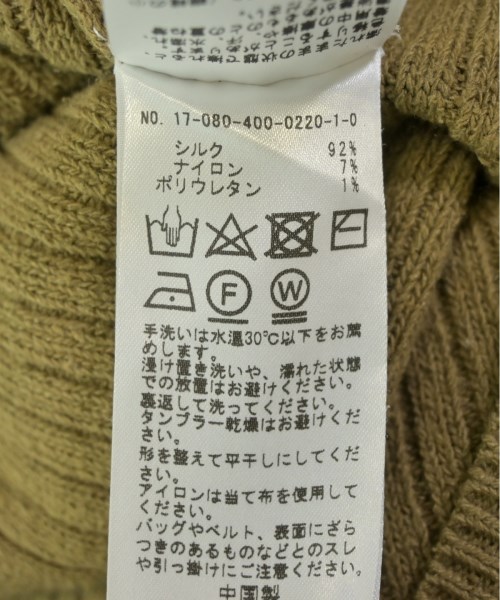 NO. 17-080-400-0220-1-0
シルク 92%
ナイロン 7%
ポリウレタン 1%
F W
手洗いは水温30℃以下をお薦
めします。
浸け置き洗いや、濡れた状態
での放置はお避けください。
裏返して洗ってください。
タンブラー乾燥はお避けくだ
さい。
形を整えて平干しにしてくだ
さい。
アイロンは当て布を使用して
ください。
バッグやベルト、表面にざら
つきのあるものなどとのスレ
や引っ掛けにご注意ください。
中国製